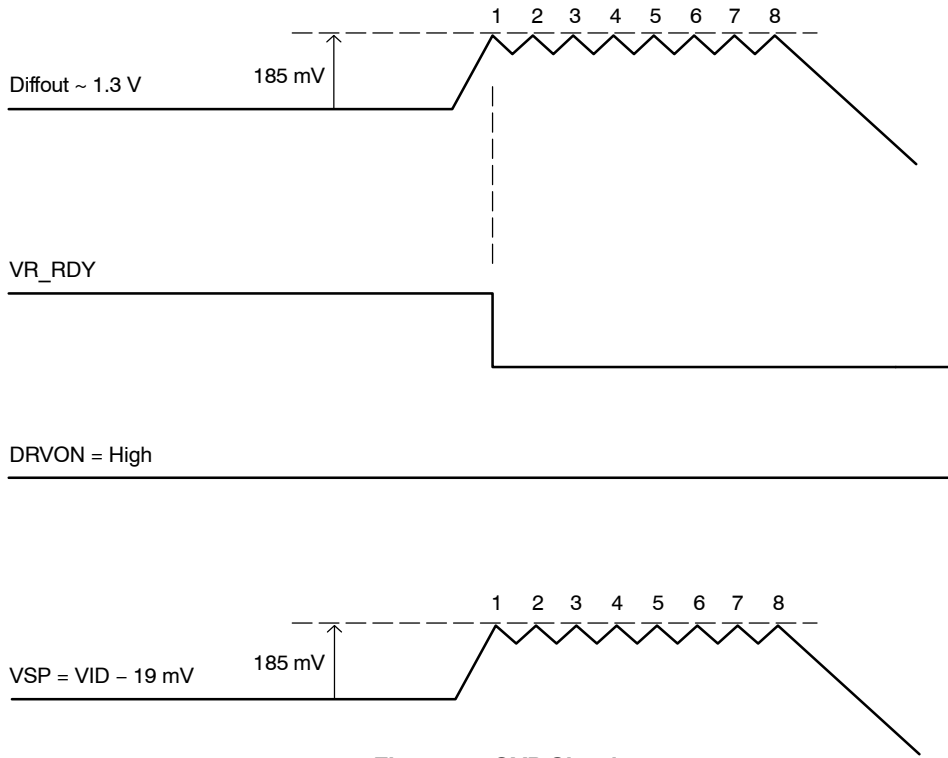 1 2 3 4 5 6 7 8
185 mV
Diffout ~ 1.3 V
VR_RDY
DRVON = High
1 2 3 4 5 6 7 8
185 mV
VSP = VID – 19 mV